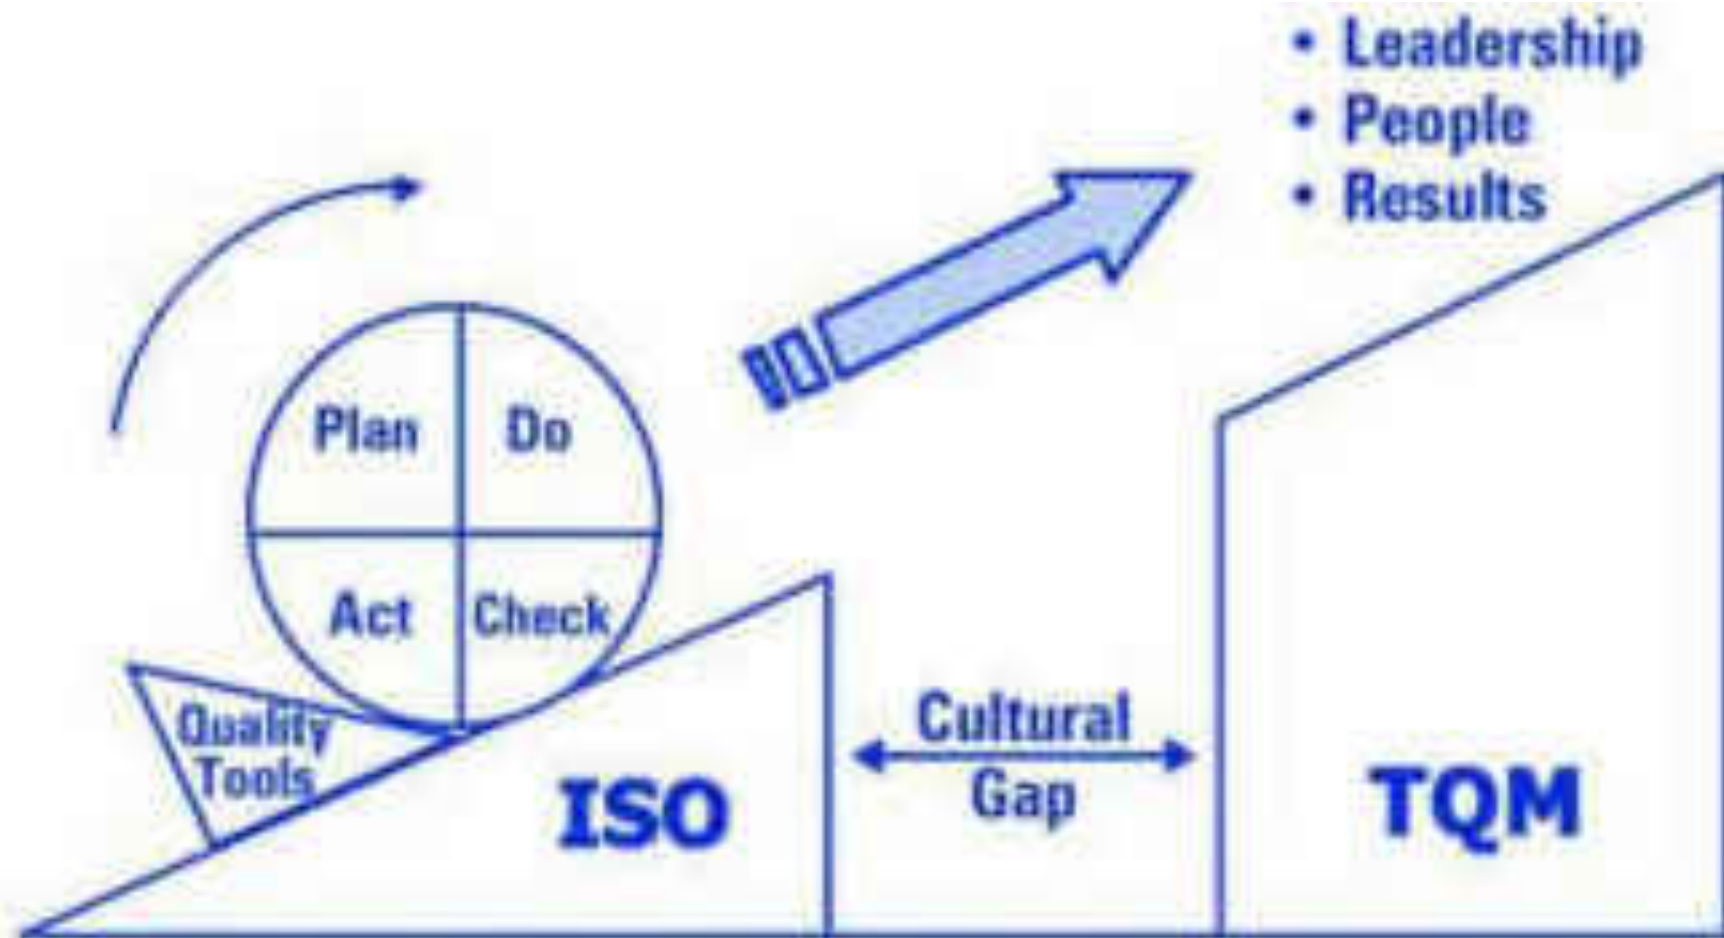 • Leadership
• People
• Results
Plan
Do
Act
Check
Quality
Tools
ISO
Cultural
Gap
TQM